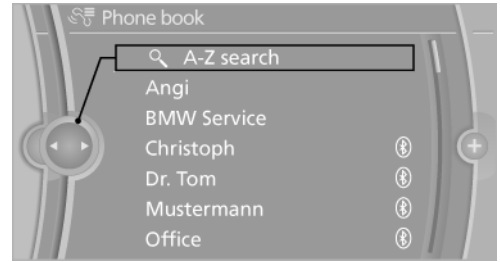 Phone book
A-Z search
Angi
BMW Service
Christoph
Dr. Tom
Mustermann
Office